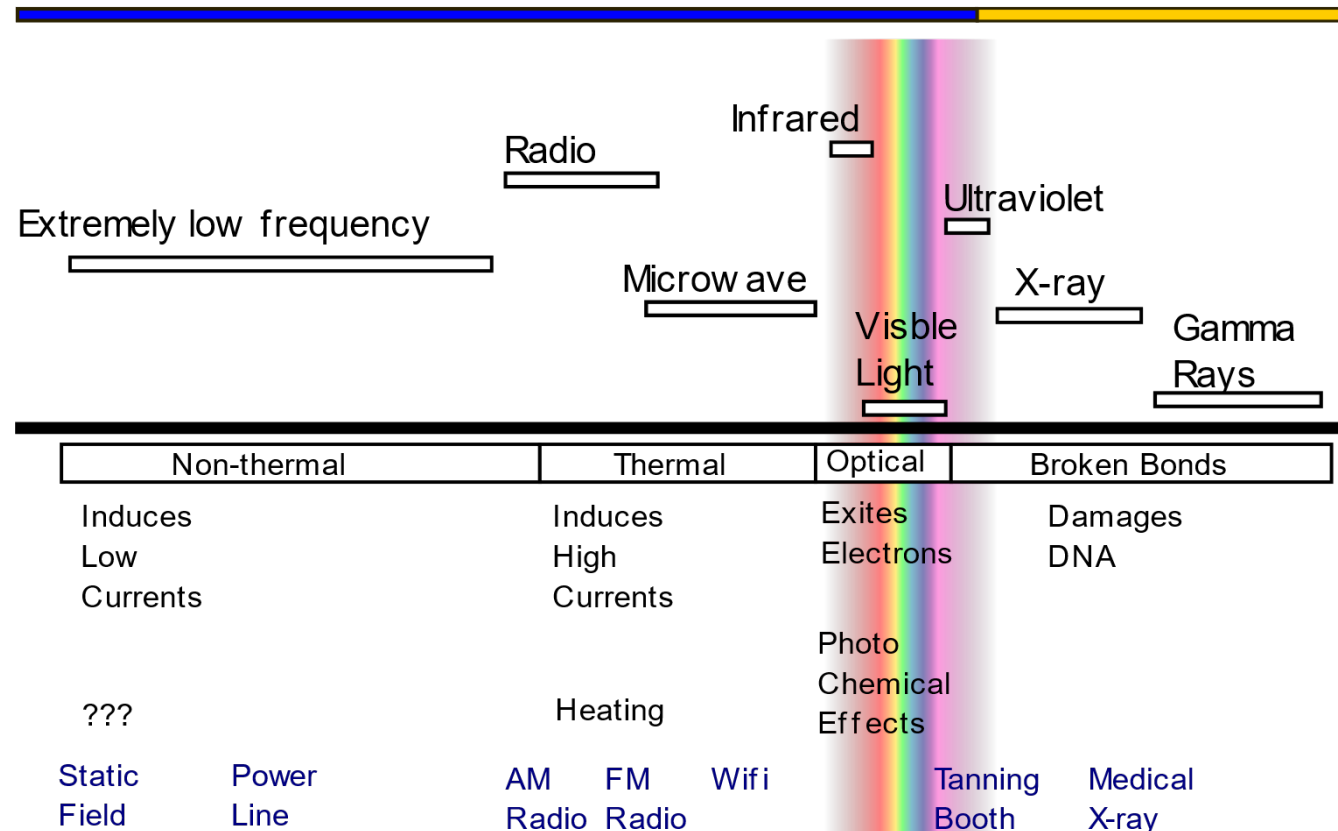 Infrared
Radio
Ultraviolet
Extremely low frequency
Microwave
X-ray
Visble
Light
Gamma
Rays
Non-thermal
Thermal
Optical
Broken Bonds
Induces
Low
Currents
Induces
High
Currents
Exites
Electrons
Damages
DNA
???
Heating
Photo
Chemical
Effects
Static
Field
Power
Line
AM
Radio
FM
Radio
Wifi
Tanning
Booth
Medical
X-ray